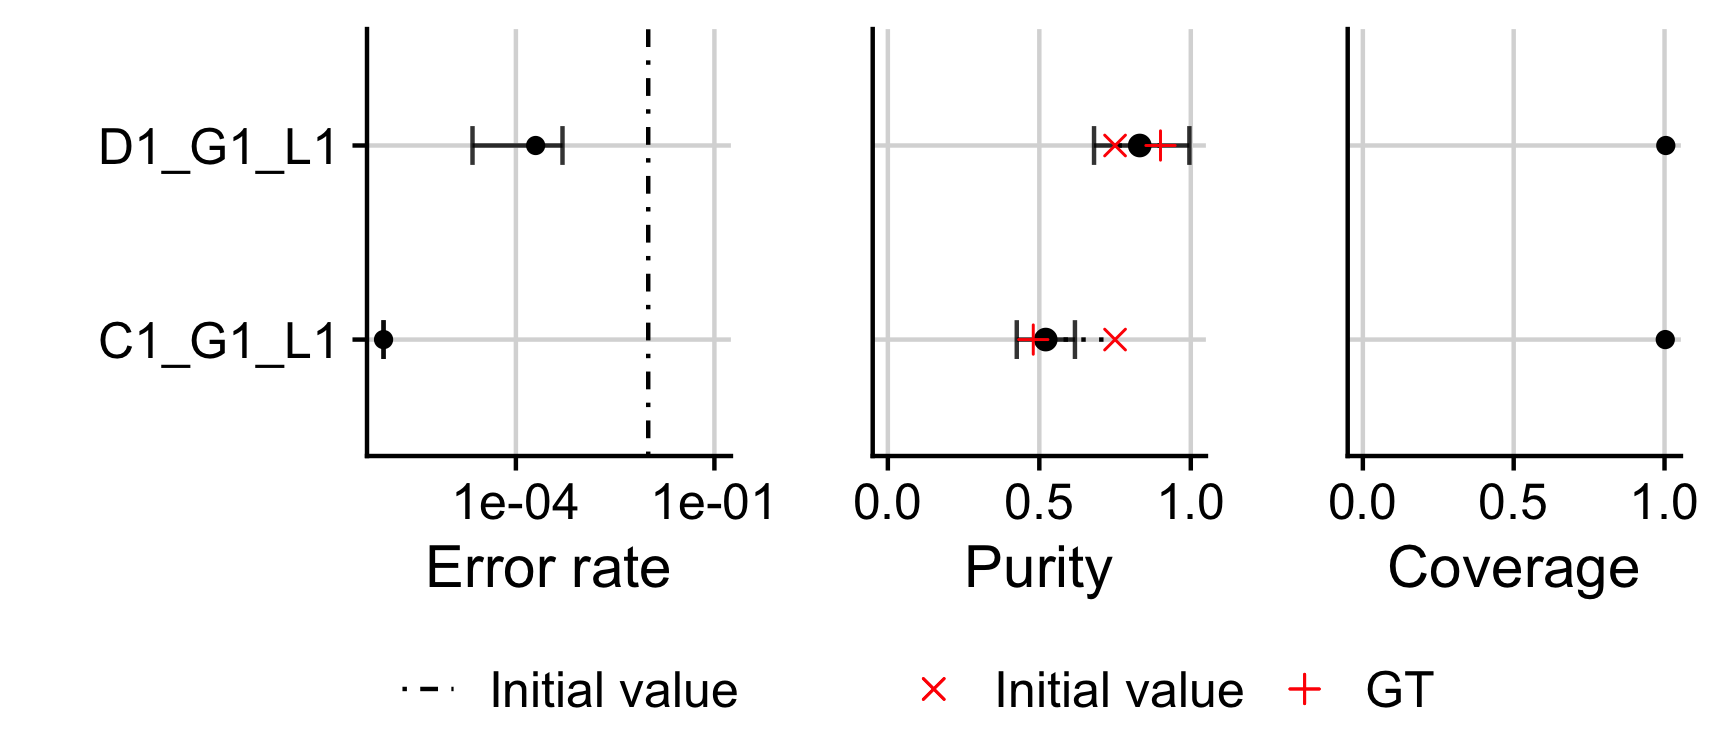 D1_G1_L1
C1_G1_L1
1e-04 1e-01 0.0 0.5 1.0 0.0 0.5 1.0
Error rate Purity Coverage
Initial value Initial value GT